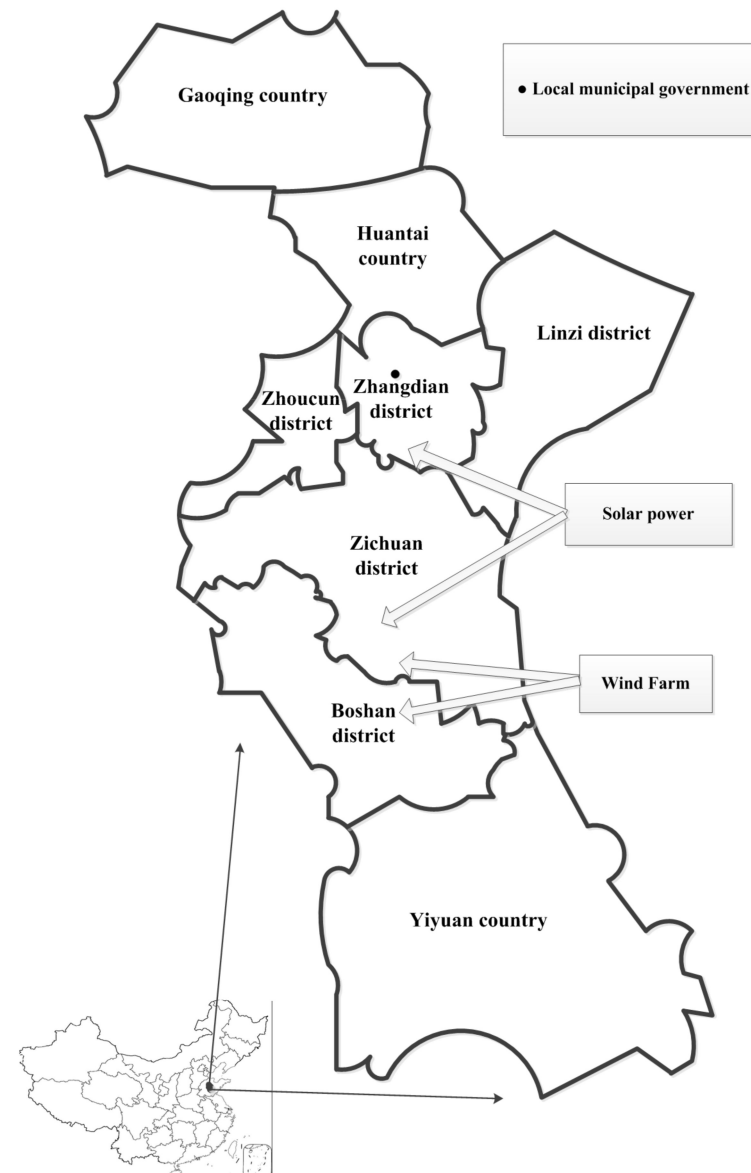 Gaoqing country
● Local municipal government
Huantai
country
Linzi district
Zhangdian
district
Zhoucun
district
Solar power
Zichuan
district
Wind Farm
Boshan
district
Yiyuan country